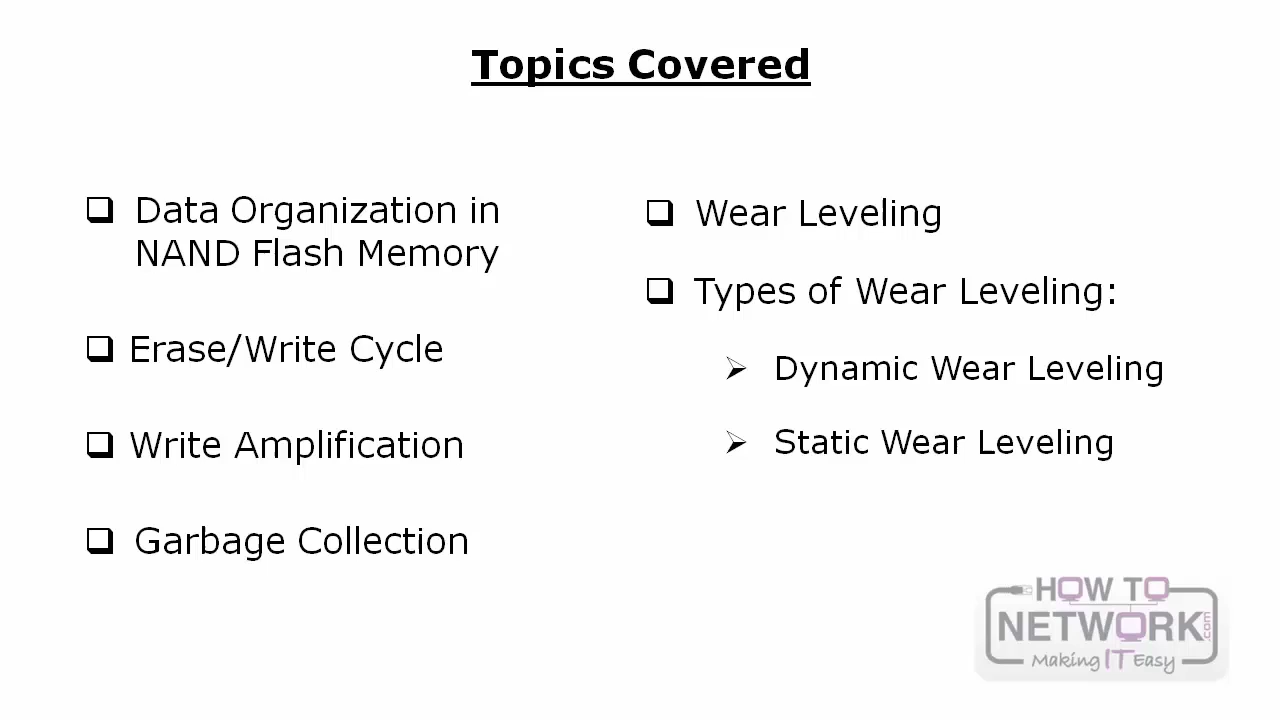 Topics Covered
Data Organization in
NAND Flash Memory
Erase/Write Cycle
Write Amplification
Garbage Collection
Wear Leveling
Types of Wear Leveling:
Dynamic Wear Leveling
Static Wear Leveling
HOW TO
NETWORK.com
Making IT Easy